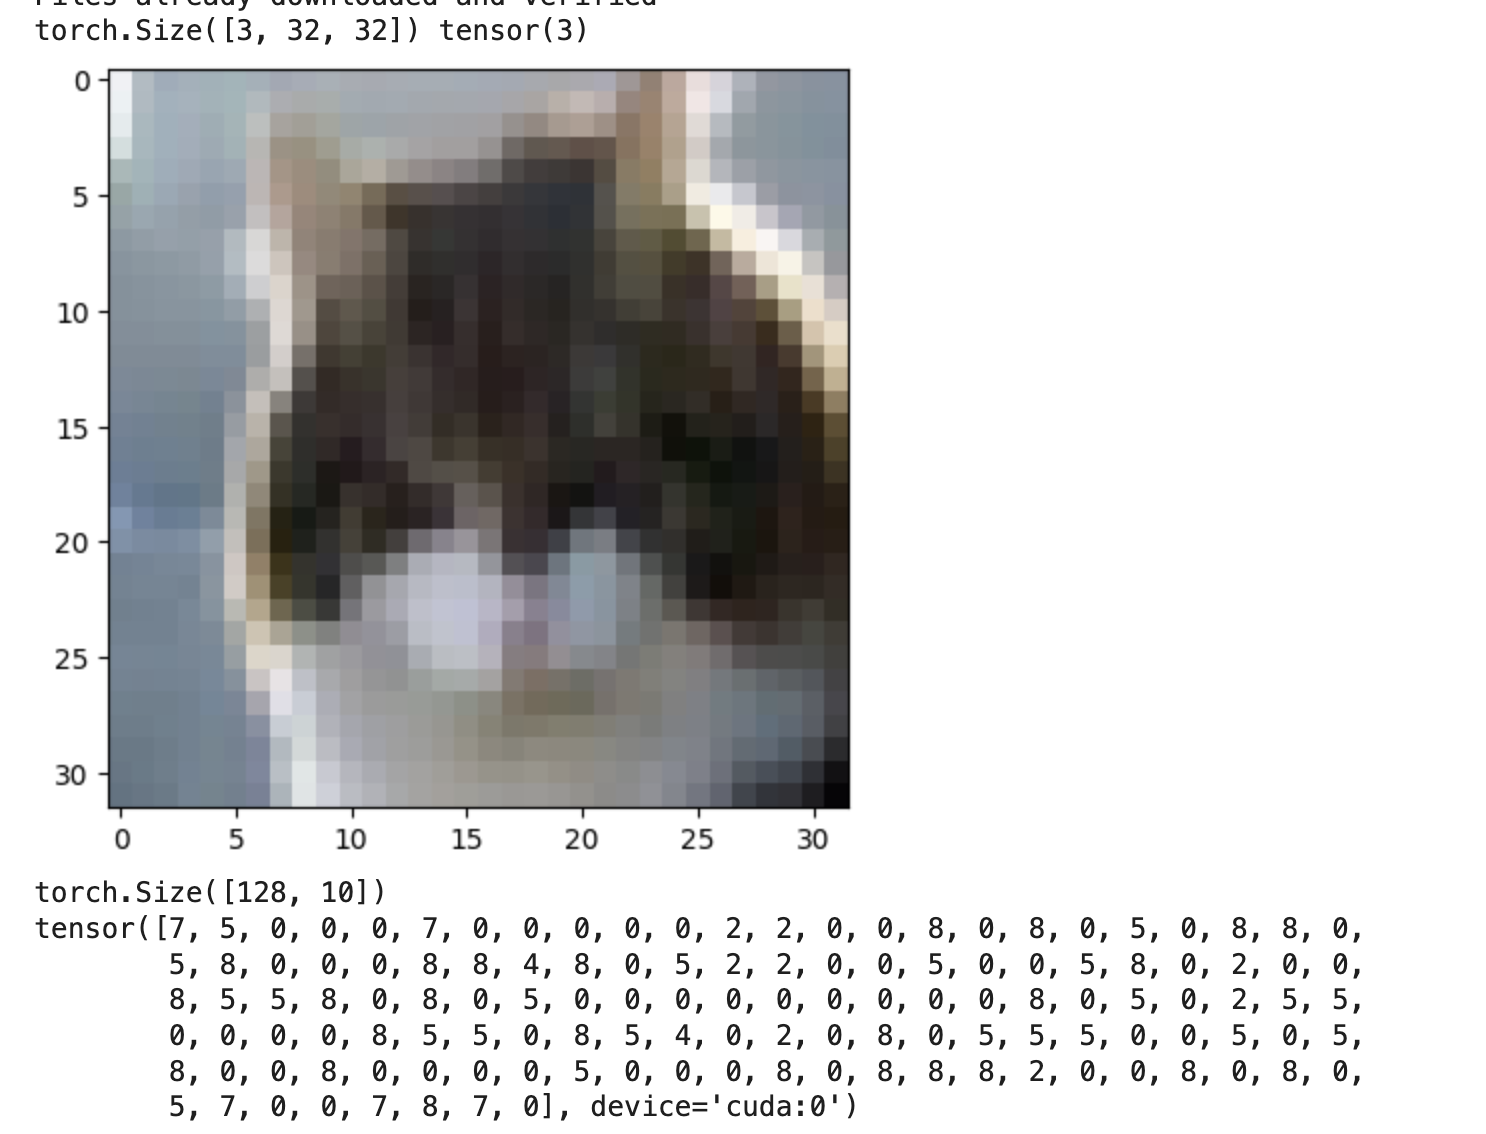 Files already downloaded and verified
torch.Size([3, 32, 32]) tensor(3)
0
5
10
15
20
25
30
0 5 10 15 20 25 30
torch.Size([128, 10])
tensor([7, 5, 0, 0, 0, 7, 0, 0, 0, 0, 0, 2, 2, 0, 0, 8, 0, 8, 0, 5, 0, 8, 8, 0,
5, 8, 0, 0, 0, 8, 8, 4, 8, 0, 5, 2, 2, 0, 0, 5, 0, 0, 5, 8, 0, 2, 0, 0,
8, 5, 5, 8, 0, 8, 0, 5, 0, 0, 0, 0, 0, 0, 0, 0, 0, 8, 0, 5, 0, 2, 5, 5,
0, 0, 0, 0, 8, 5, 5, 0, 8, 5, 4, 0, 2, 0, 8, 0, 5, 5, 5, 0, 0, 5, 0, 5,
8, 0, 0, 8, 0, 0, 0, 0, 5, 0, 0, 0, 8, 0, 8, 8, 8, 2, 0, 0, 8, 0, 8, 0,
5, 7, 0, 0, 7, 8, 7, 0], device='cuda:0')